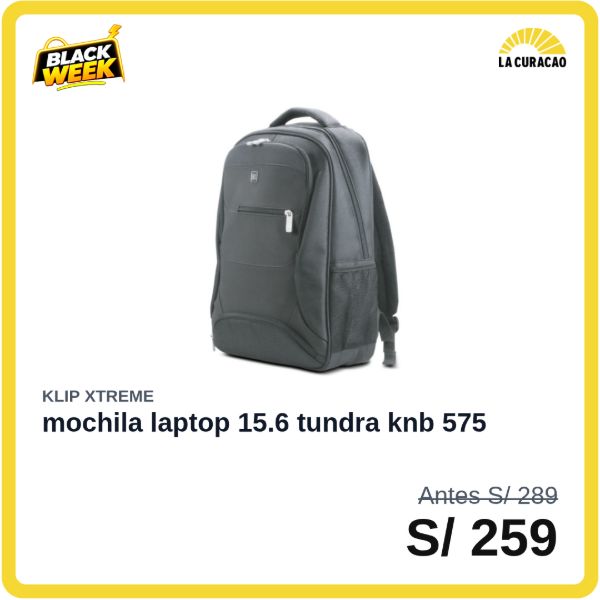 BLACK
WEEK
LA CURACAO
KLIP XTREME
mochila laptop 15.6 tundra knb 575
Antes S/ 289
S/ 259